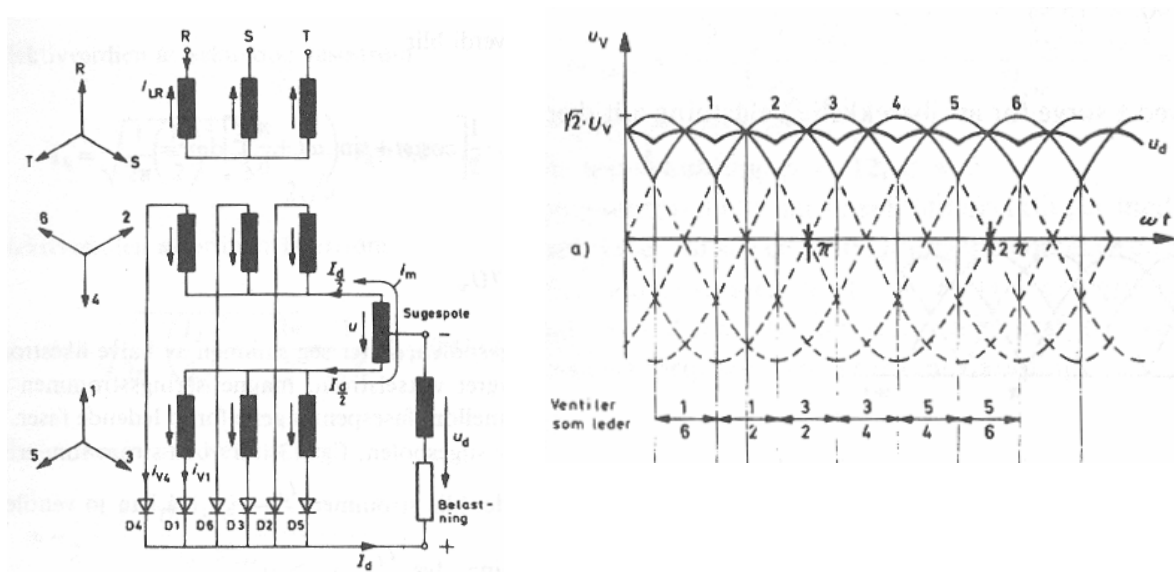 R S T
i_LR
R
T S
6 2
4
I_d/2
i_m
Sugespole
-
u
I_d/2
1
5 3
u_d
i_V4 i_V1
Belast-
ning
D4 D1 D6 D3 D2 D5
+
I_d
u_V
1 2 3 4 5 6
√2·U_V
u_d
ωt
a)
π 2π
Ventiler
som leder
1 1 3 3 5 5
6 2 2 4 4 6